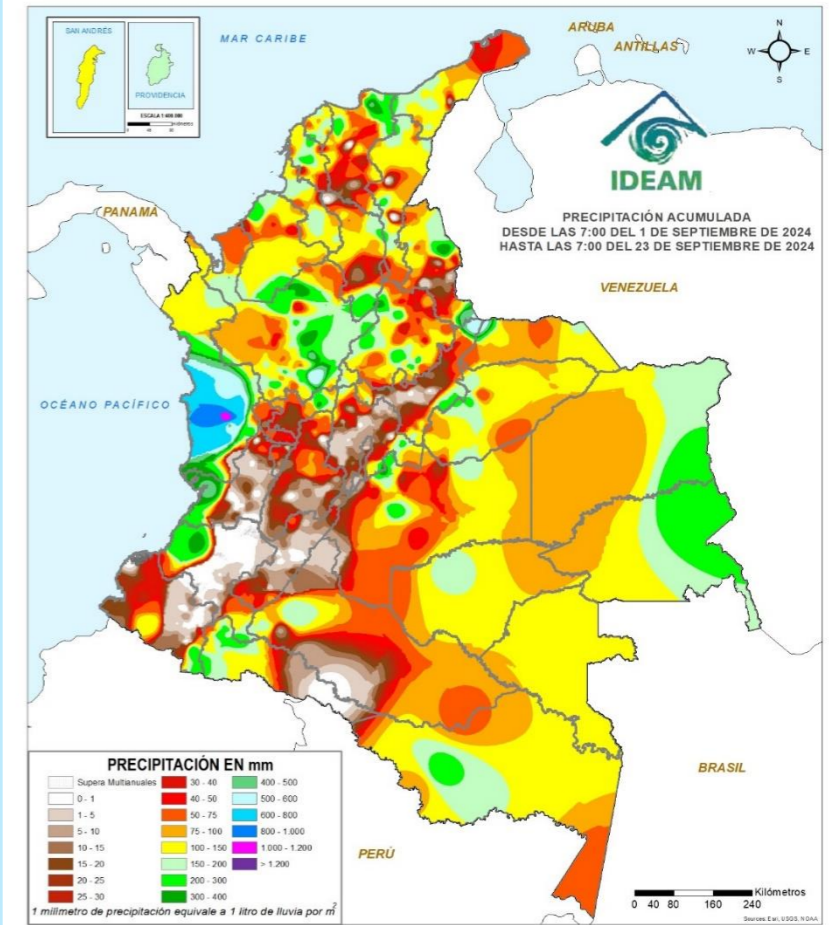 SAN ANDRÉS
PROVIDENCIA
ESCALA 1:600.000
MAR CARIBE
ARUBA
ANTILLAS
N
W
E
S
IDEAM
PRECIPITACIÓN ACUMULADA
DESDE LAS 7:00 DEL 1 DE SEPTIEMBRE DE 2024
HASTA LAS 7:00 DEL 23 DE SEPTIEMBRE DE 2024
PANAMÁ
VENEZUELA
OCÉANO PACÍFICO
BRASIL
PERÚ
PRECIPITACIÓN EN mm
Supera Multianuales
0 - 1
1 - 5
5 - 10
10 - 15
15 - 20
20 - 25
25 - 30
30 - 40
40 - 50
50 - 75
75 - 100
100 - 150
150 - 200
200 - 300
300 - 400
400 - 500
500 - 600
600 - 800
800 - 1.000
1.000 - 1.200
> 1.200
1 milímetro de precipitación equivale a 1 litro de lluvia por m²
Kilómetros
0 40 80 160 240
Sources: Esri, USGS, NOAA